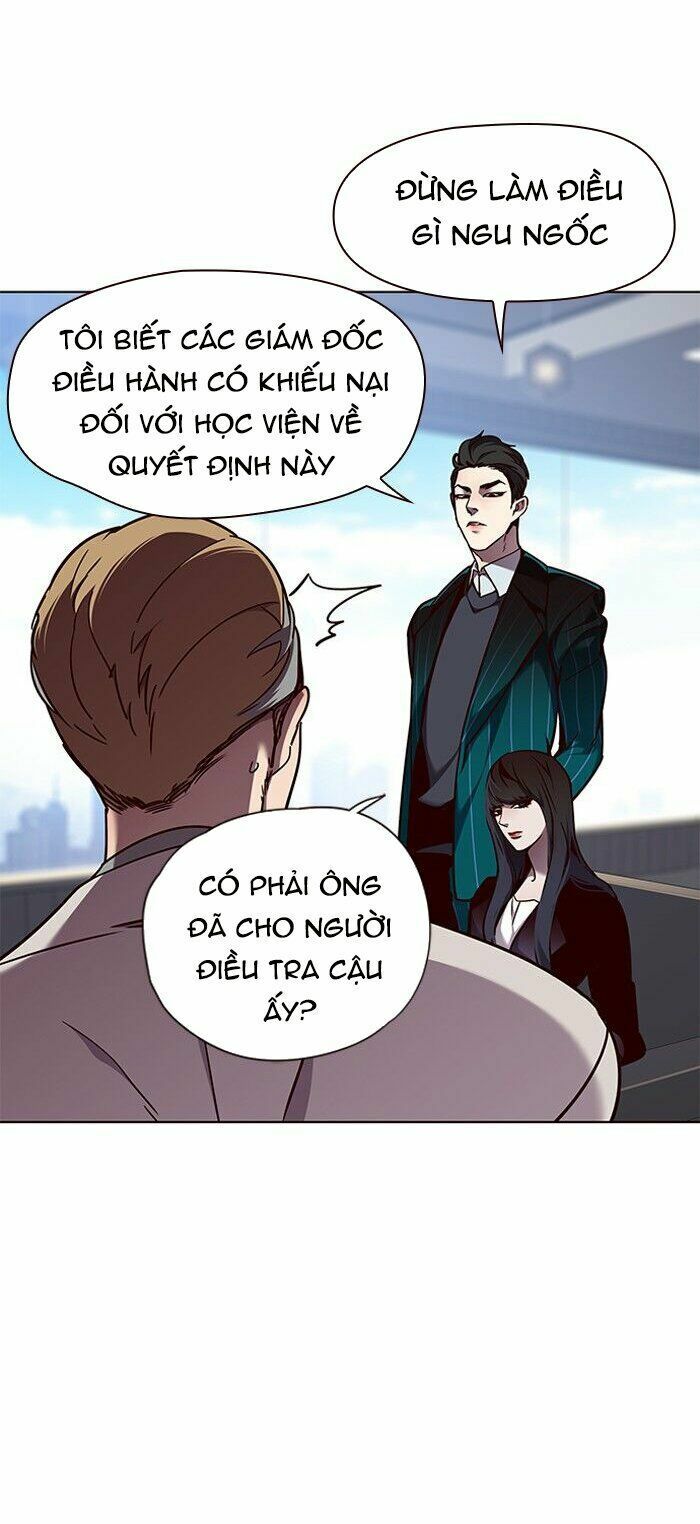 ĐỪNG LÀM ĐIỀU
GÌ NGU NGỐC
TÔI BIẾT CÁC GIÁM ĐỐC
ĐIỀU HÀNH CÓ KHIẾU NẠI
ĐỐI VỚI HỌC VIỆN VỀ
QUYẾT ĐỊNH NÀY
CÓ PHẢI ÔNG
ĐÃ CHO NGƯỜI
ĐIỀU TRA CẬU
ẤY?